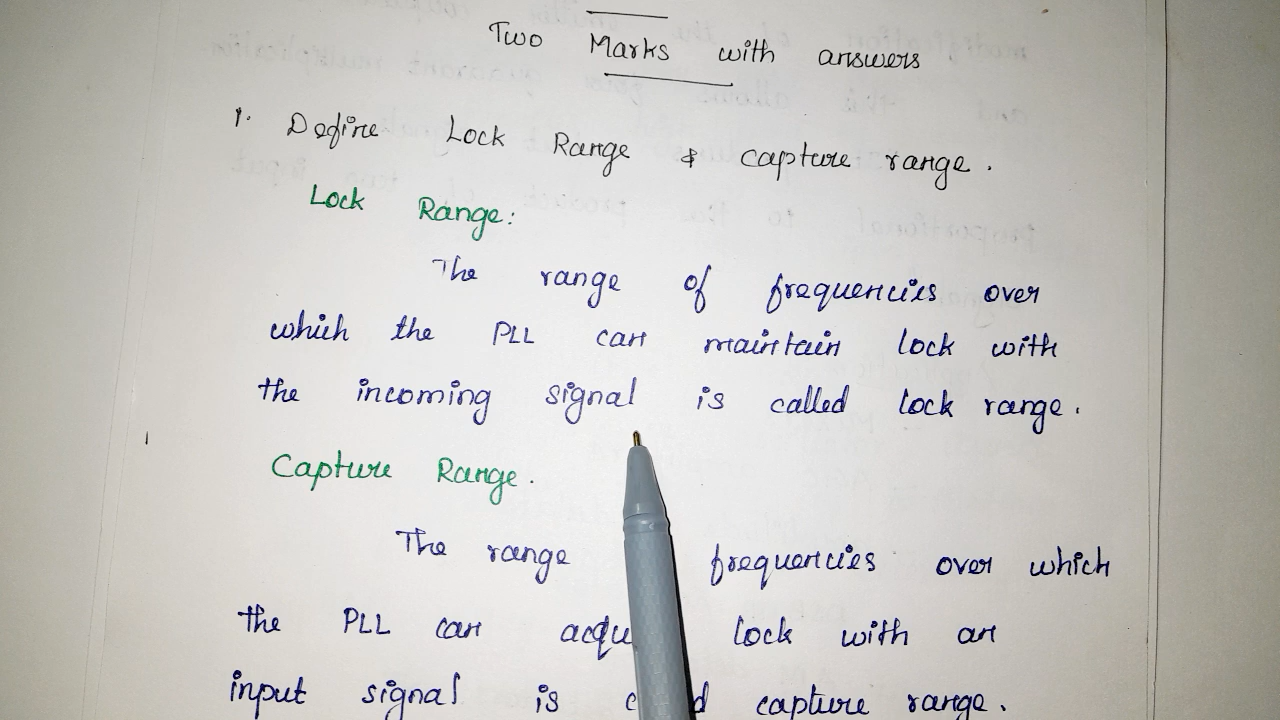 Two Marks with answers
1. Define Lock Range & capture range.
Lock Range:
The range of frequencies over
which the PLL can maintain lock with
the incoming signal is called lock range.
Capture Range.
The range frequencies over which
the PLL can acqu lock with an
input signal is c d capture range.